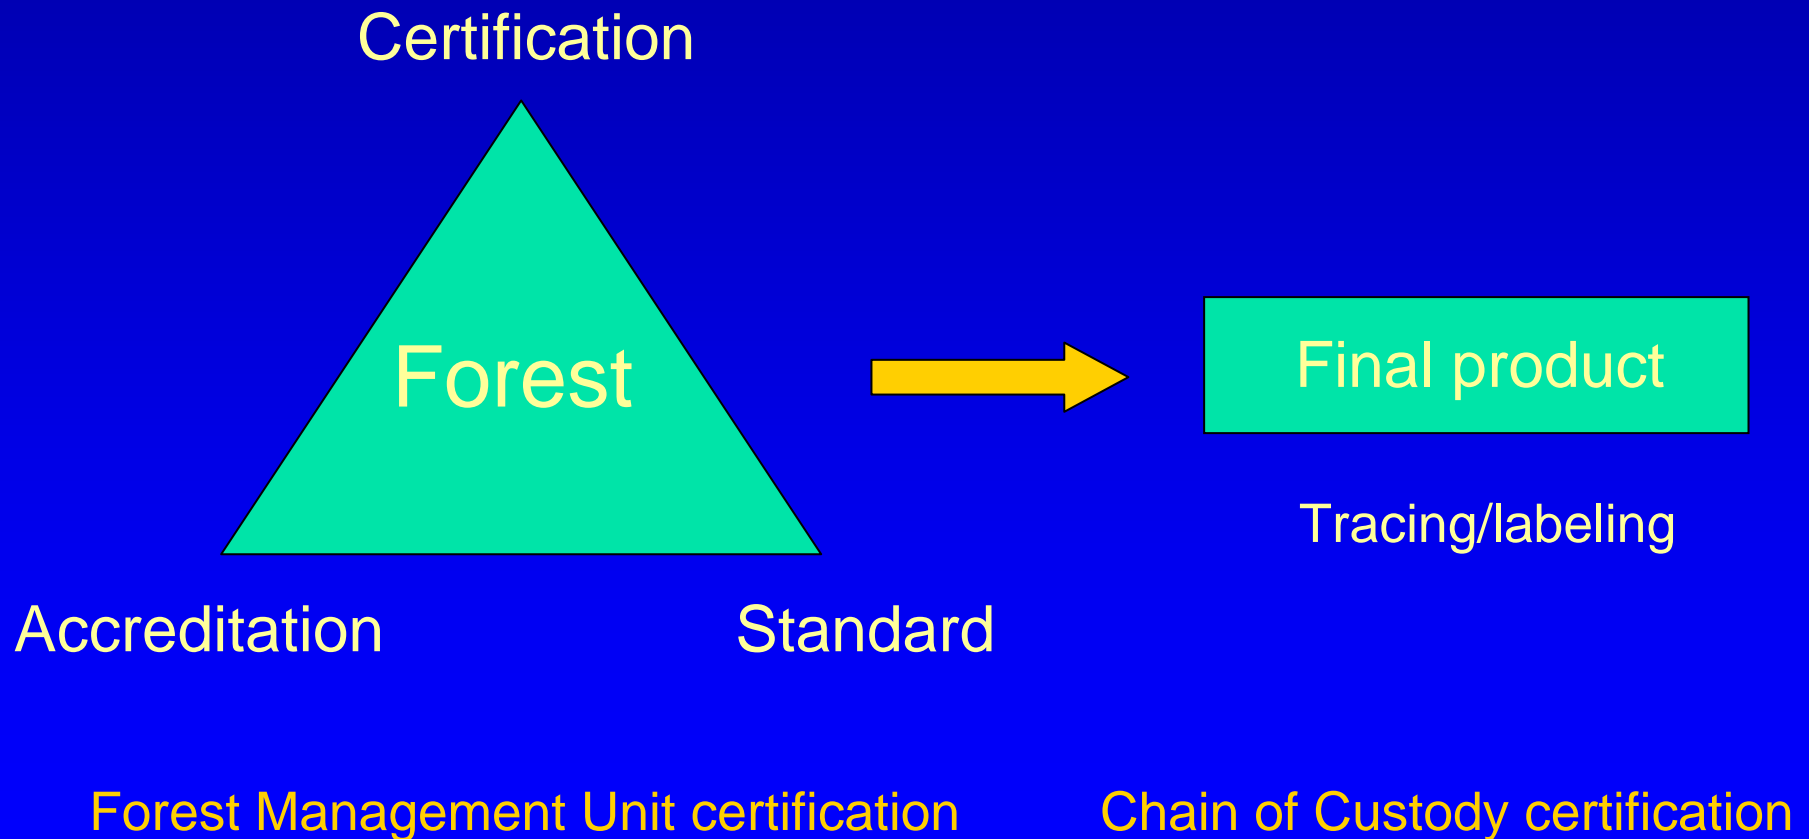 Certification
Forest
Final product
Tracing/labeling
Accreditation
Standard
Forest Management Unit certification
Chain of Custody certification